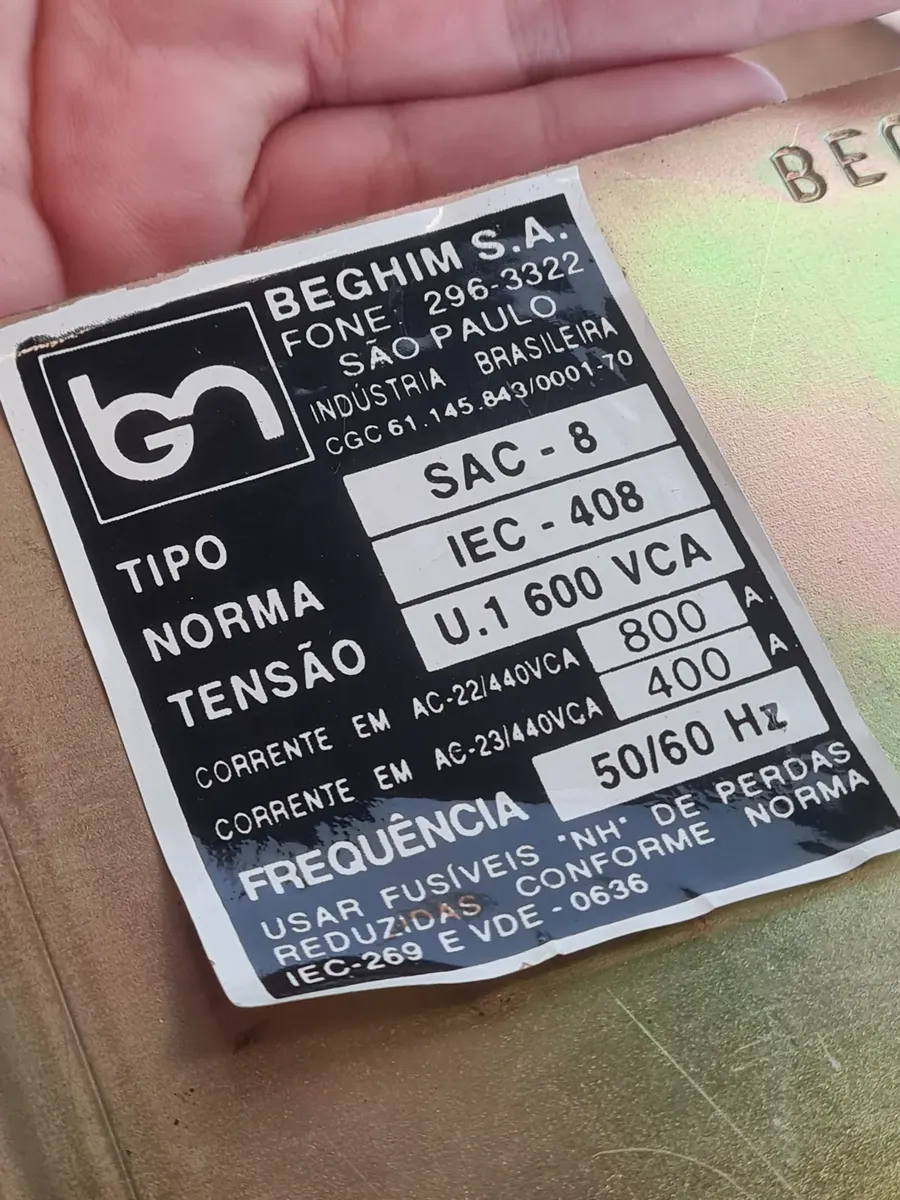 BEG
bGn
BEGHIM S.A.
FONE 296-3322
SÃO PAULO
INDÚSTRIA BRASILEIRA
CGC 61.145.843/0001-70
TIPO SAC - 8
NORMA IEC - 408
TENSÃO U.1 600 VCA
CORRENTE EM AC-22/440VCA 800 A.
CORRENTE EM AC-23/440VCA 400 A.
FREQUÊNCIA 50/60 Hz
USAR FUSÍVEIS "NH" DE PERDAS
REDUZIDAS CONFORME NORMA
IEC-269 E VDE - 0636